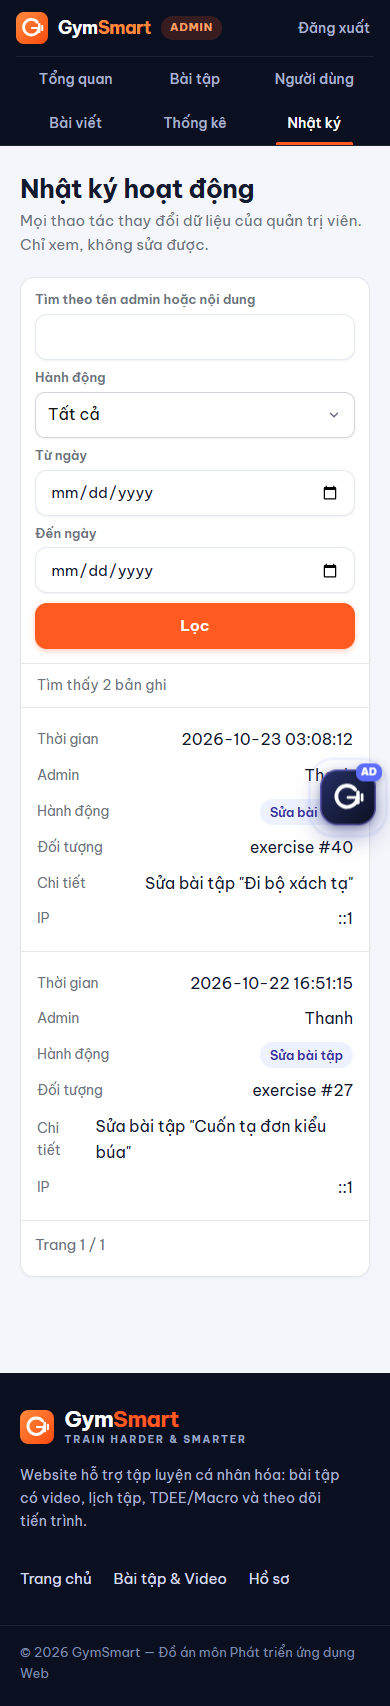 GymSmart ADMIN Đăng xuất
Tổng quan Bài tập Người dùng
Bài viết Thống kê Nhật ký
Nhật ký hoạt động
Mọi thao tác thay đổi dữ liệu của quản trị viên.
Chỉ xem, không sửa được.
Tìm theo tên admin hoặc nội dung
Hành động
Tất cả
Từ ngày
mm/dd/yyyy
Đến ngày
mm/dd/yyyy
Lọc
Tìm thấy 2 bản ghi
Thời gian 2026-10-23 03:08:12
Admin
AD
Hành động Sửa bài
Đối tượng exercise #40
Chi tiết Sửa bài tập "Đi bộ xách tạ"
IP ::1
Thời gian 2026-10-22 16:51:15
Admin Thanh
Hành động Sửa bài tập
Đối tượng exercise #27
Chi tiết Sửa bài tập "Cuốn tạ đơn kiểu
búa"
IP ::1
Trang 1 / 1
GymSmart
TRAIN HARDER & SMARTER
Website hỗ trợ tập luyện cá nhân hóa: bài tập
có video, lịch tập, TDEE/Macro và theo dõi
tiến trình.
Trang chủ Bài tập & Video Hồ sơ
© 2026 GymSmart — Đồ án môn Phát triển ứng dụng
Web